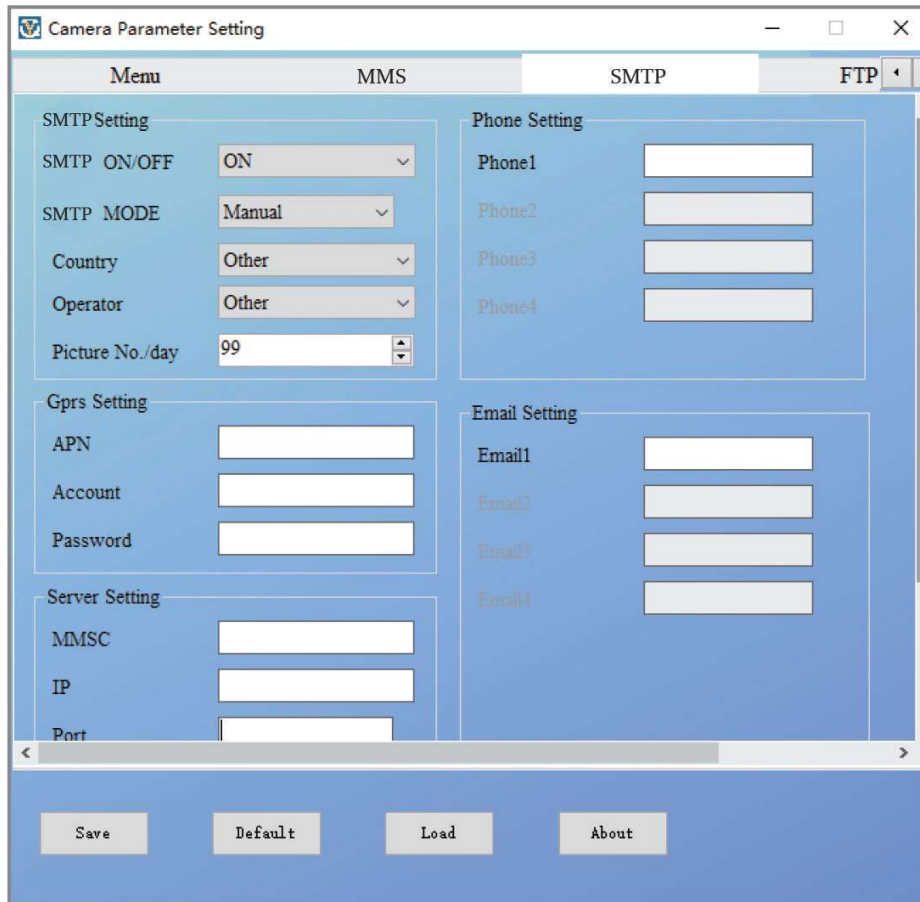 Camera Parameter Setting
Menu MMS SMTP FTP
SMTP Setting
SMTP ON/OFF ON
SMTP MODE Manual
Country Other
Operator Other
Picture No./day 99
Gprs Setting
APN
Account
Password
Server Setting
MMSC
IP
Port
Phone Setting
Phone1
Phone2
Phone3
Phone4
Email Setting
Email1
Email2
Email3
Email4
Save Default Load About